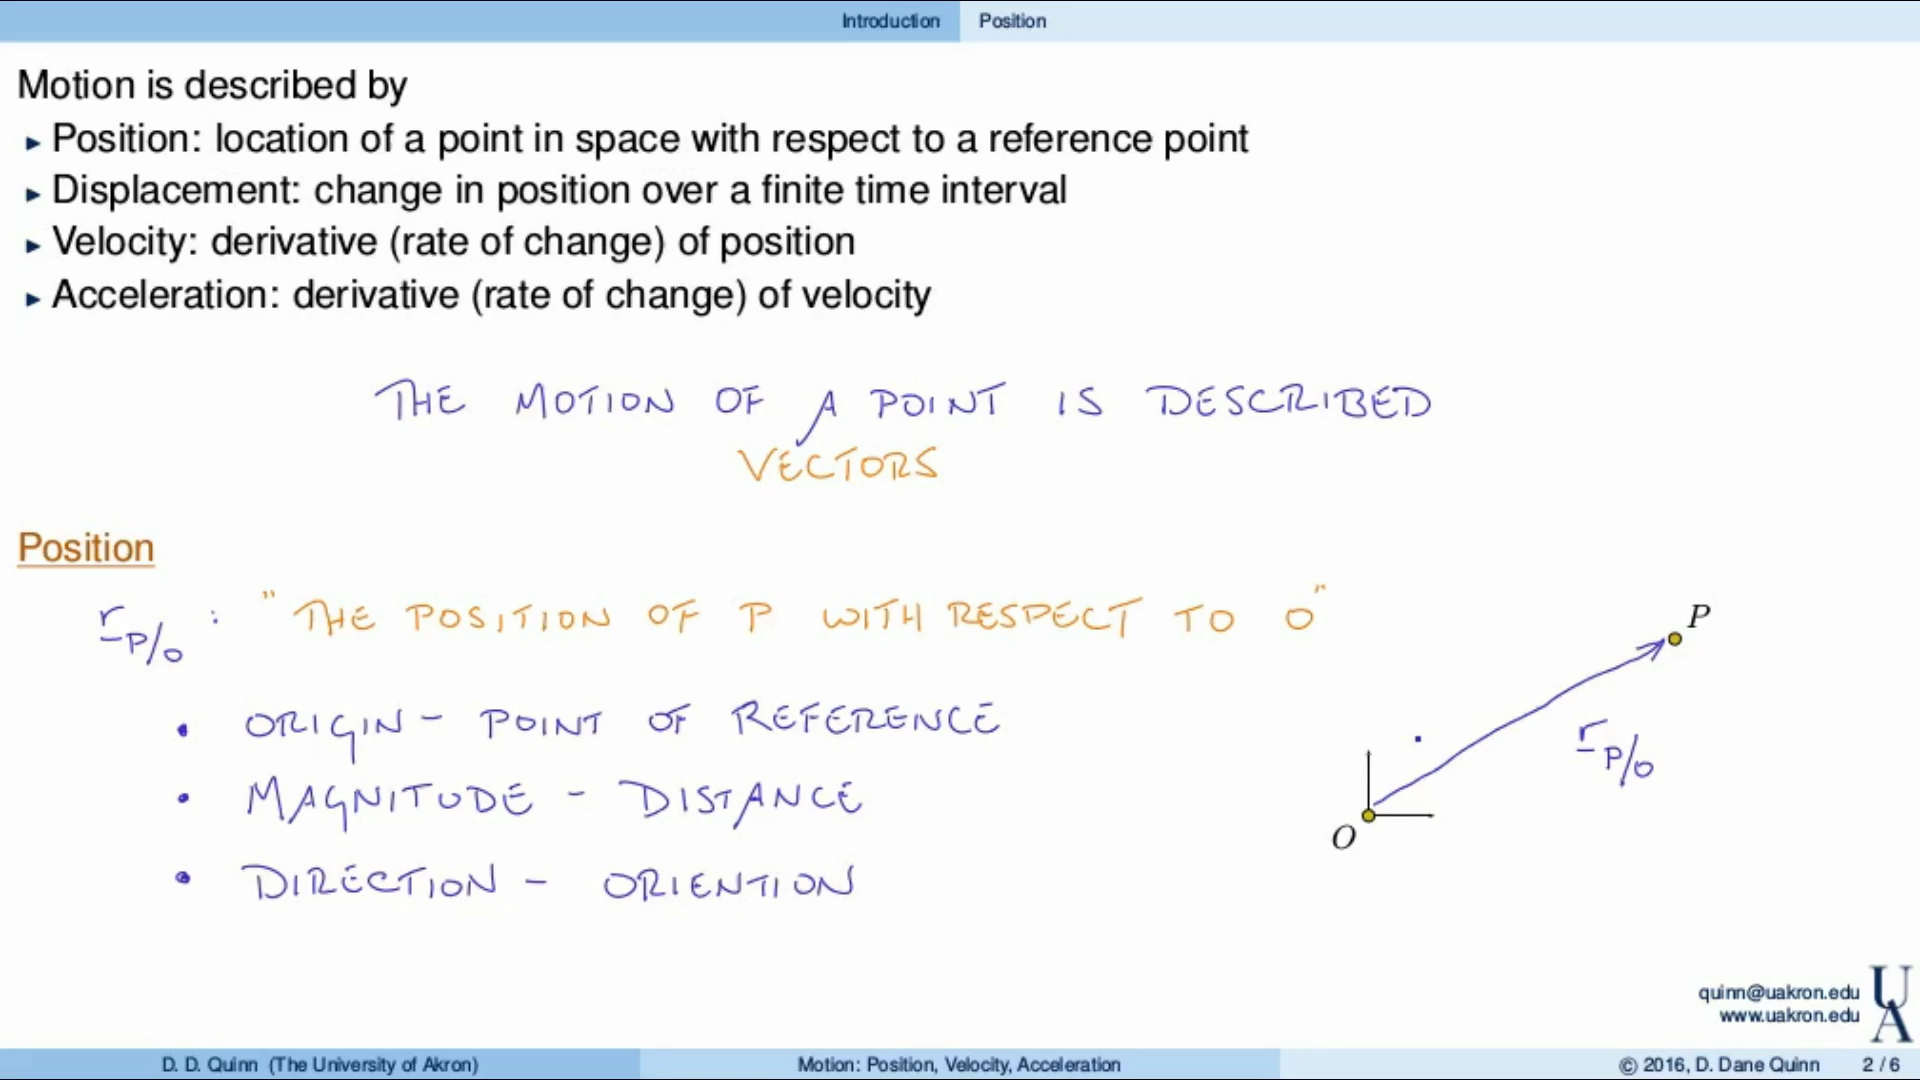 Introduction Position
Motion is described by
▸ Position: location of a point in space with respect to a reference point
▸ Displacement: change in position over a finite time interval
▸ Velocity: derivative (rate of change) of position
▸ Acceleration: derivative (rate of change) of velocity
THE MOTION OF A POINT IS DESCRIBED
VECTORS
Position
r P/O : "THE POSITION OF P WITH RESPECT TO O"
P
• ORIGIN - POINT OF REFERENCE
r P/O
• MAGNITUDE - DISTANCE
O
• DIRECTION - ORIENTION
quinn@uakron.edu
www.uakron.edu
UA
D. D. Quinn (The University of Akron) Motion: Position, Velocity, Acceleration © 2016, D. Dane Quinn 2 / 6